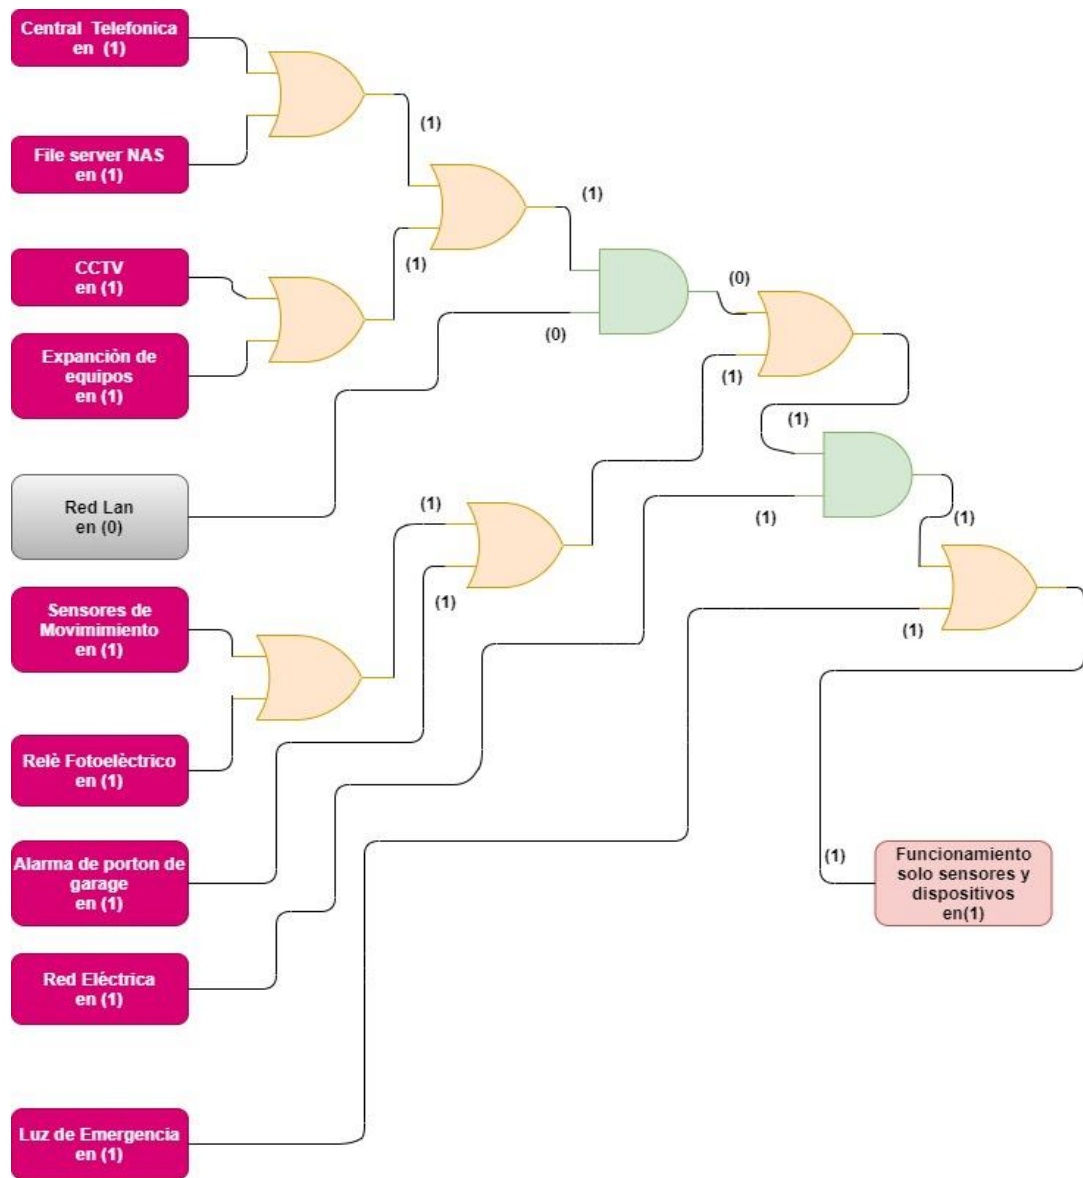 Central Telefonica
en (1)
File server NAS
en (1)
CCTV
en (1)
Expanciòn de
equipos
en (1)
Red Lan
en (0)
Sensores de
Movimimiento
en (1)
Relè Fotoelèctrico
en (1)
Alarma de porton de
garage
en (1)
Red Eléctrica
en (1)
Luz de Emergencia
en (1)
(1)
(1)
(1)
(0)
(0)
(1)
(1)
(1)
(1)
(1)
(1)
(1)
(1)
Funcionamiento
solo sensores y
dispositivos
en(1)